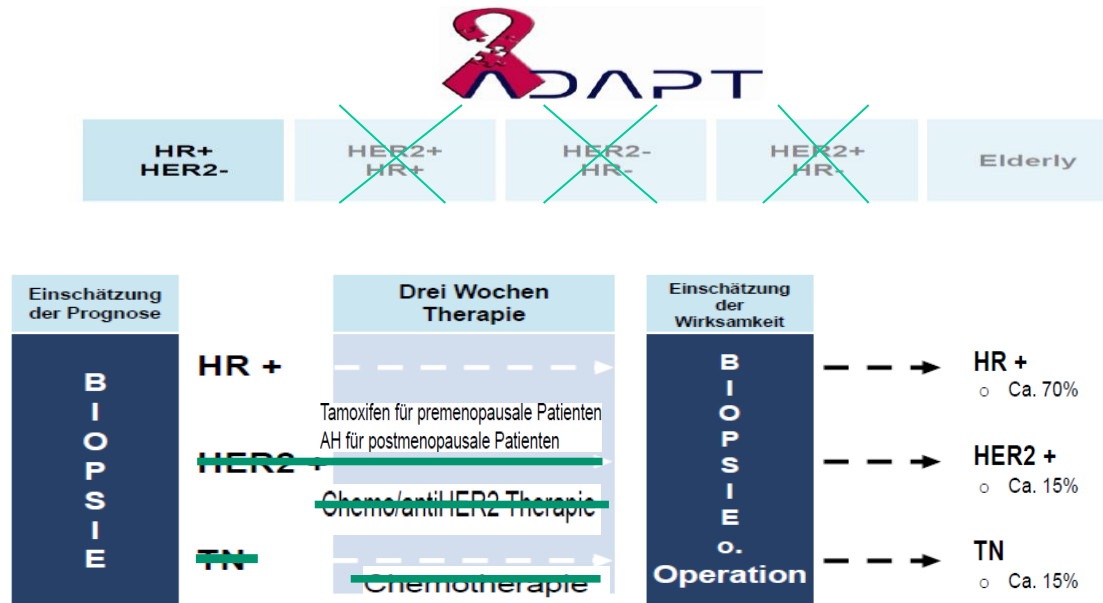 ADAPT
HR+
HER2-
HER2+
HR+
HER2-
HR-
HER2+
HR-
Elderly
Einschätzung
der Prognose
Drei Wochen
Therapie
Einschätzung
der
Wirksamkeit
BIOPSIE
HR +
Tamoxifen für premenopausale Patienten
AH für postmenopausale Patienten
HER2 +
Chemo/antiHER2 Therapie
TN
Chemotherapie
BIOPSIE
o.
Operation
HR +
o Ca. 70%
HER2 +
o Ca. 15%
TN
o Ca. 15%